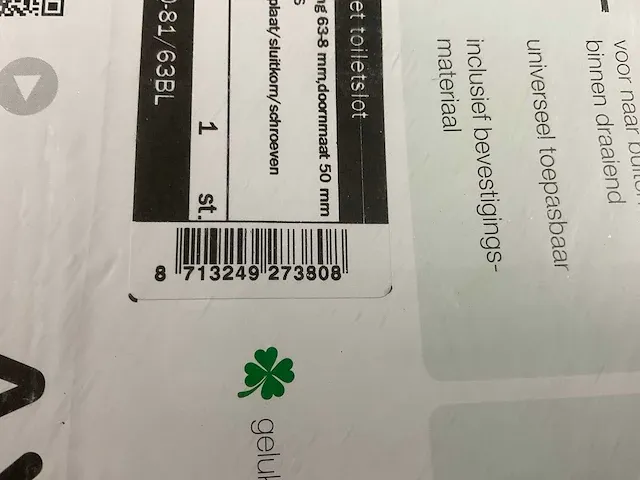 et toiletslot
ng 63-8 mm,doornmaat 50 mm
plaat/sluitkom/schroeven
1 st.
0-81/63BL
8 713249 273808
voor naar buiten
binnen draaiend
universeel toepasbaar
inclusief bevestigings-
materiaal
geluk